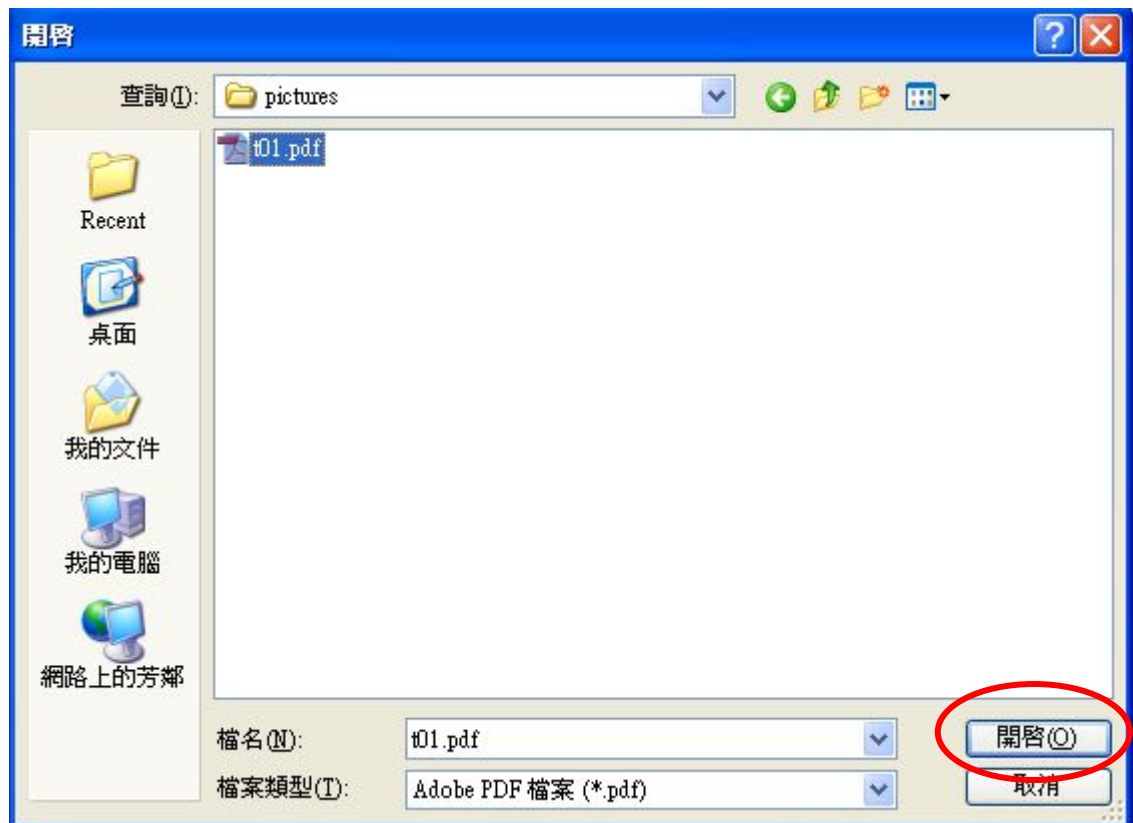 開啓
查詢(I):
pictures
t01.pdf
Recent
桌面
我的文件
我的電腦
網路上的芳鄰
檔名(N):
t01.pdf
開啓(O)
檔案類型(T):
Adobe PDF 檔案 (*.pdf)
取消